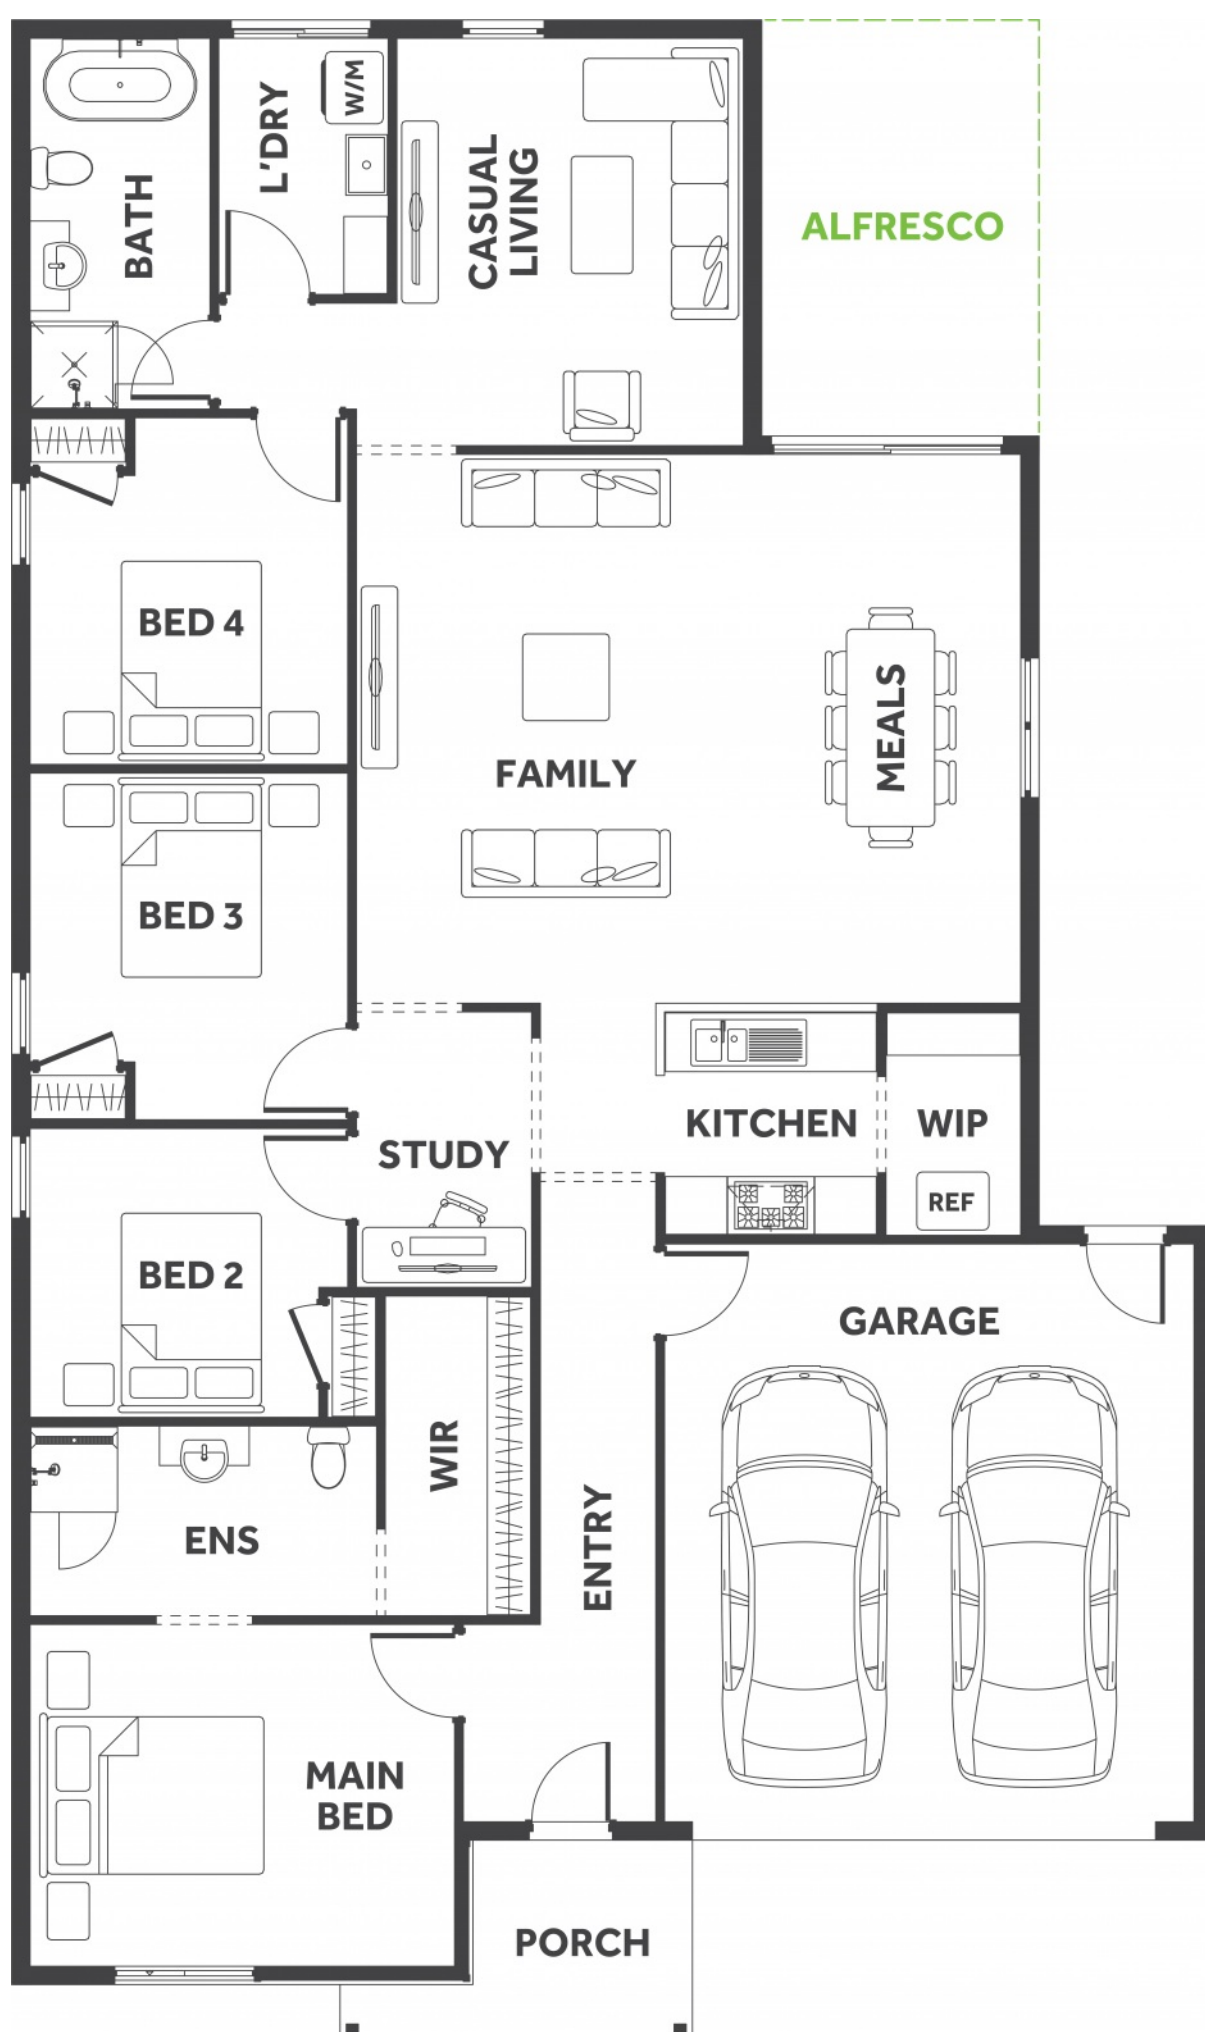 BATH
L'DRY
W/M
CASUAL
LIVING
ALFRESCO
BED 4
FAMILY
MEALS
BED 3
STUDY
KITCHEN
WIP
REF
BED 2
GARAGE
WIR
ENS
ENTRY
MAIN
BED
PORCH